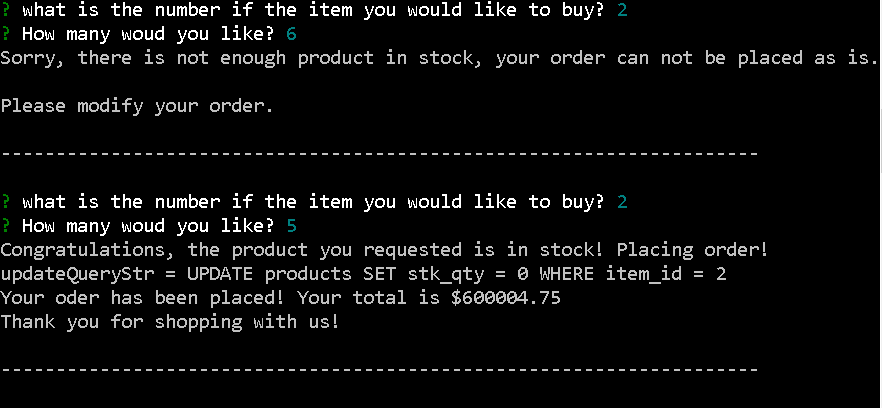 ? what is the number if the item you would like to buy? 2
? How many woud you like? 6
Sorry, there is not enough product in stock, your order can not be placed as is.
Please modify your order.
---------------------------------------------------------------------
? what is the number if the item you would like to buy? 2
? How many woud you like? 5
Congratulations, the product you requested is in stock! Placing order!
updateQueryStr = UPDATE products SET stk_qty = 0 WHERE item_id = 2
Your oder has been placed! Your total is $600004.75
Thank you for shopping with us!
---------------------------------------------------------------------